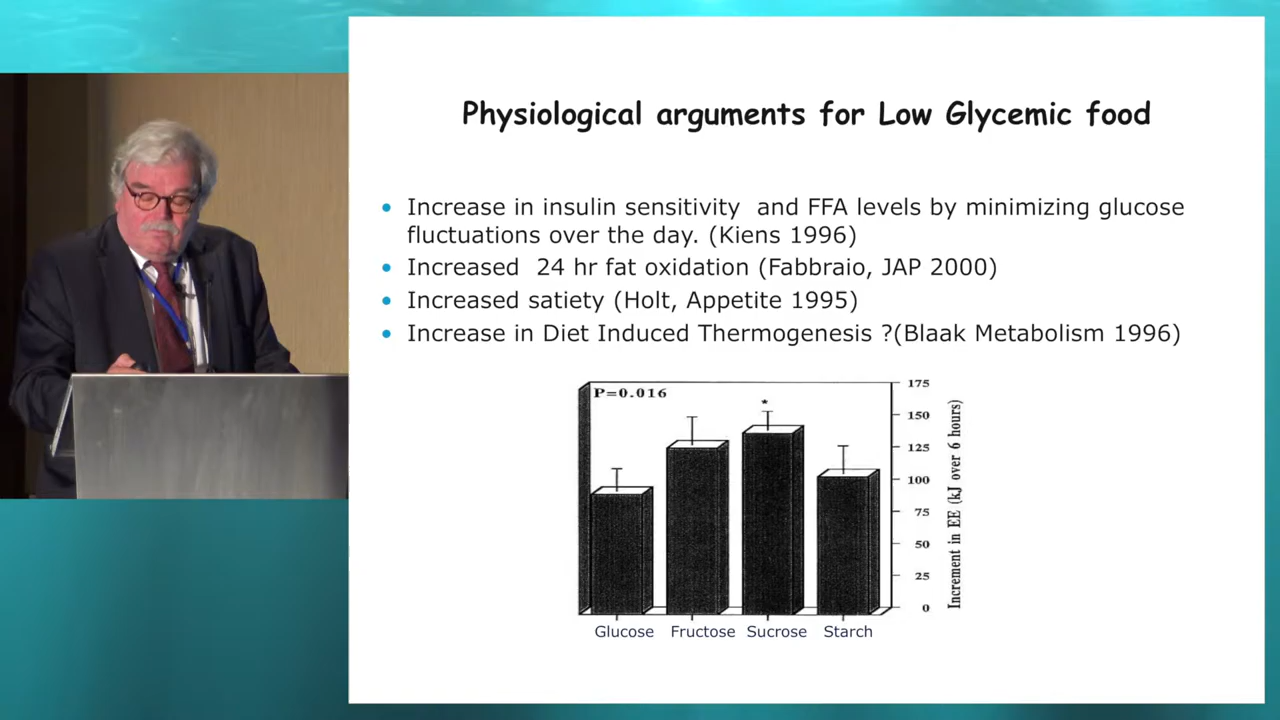 Physiological arguments for Low Glycemic food
• Increase in insulin sensitivity and FFA levels by minimizing glucose
fluctuations over the day. (Kiens 1996)
• Increased 24 hr fat oxidation (Fabbraio, JAP 2000)
• Increased satiety (Holt, Appetite 1995)
• Increase in Diet Induced Thermogenesis ?(Blaak Metabolism 1996)
P=0.016
*
175
150
125
100
75
50
25
0
Increment in EE (kJ over 6 hours)
Glucose Fructose Sucrose Starch